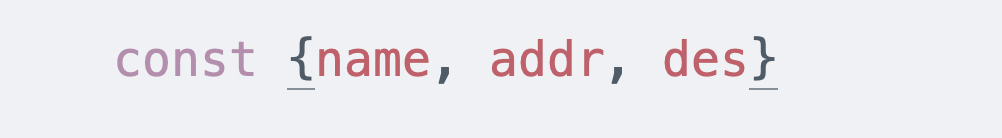 const {name, addr, des}